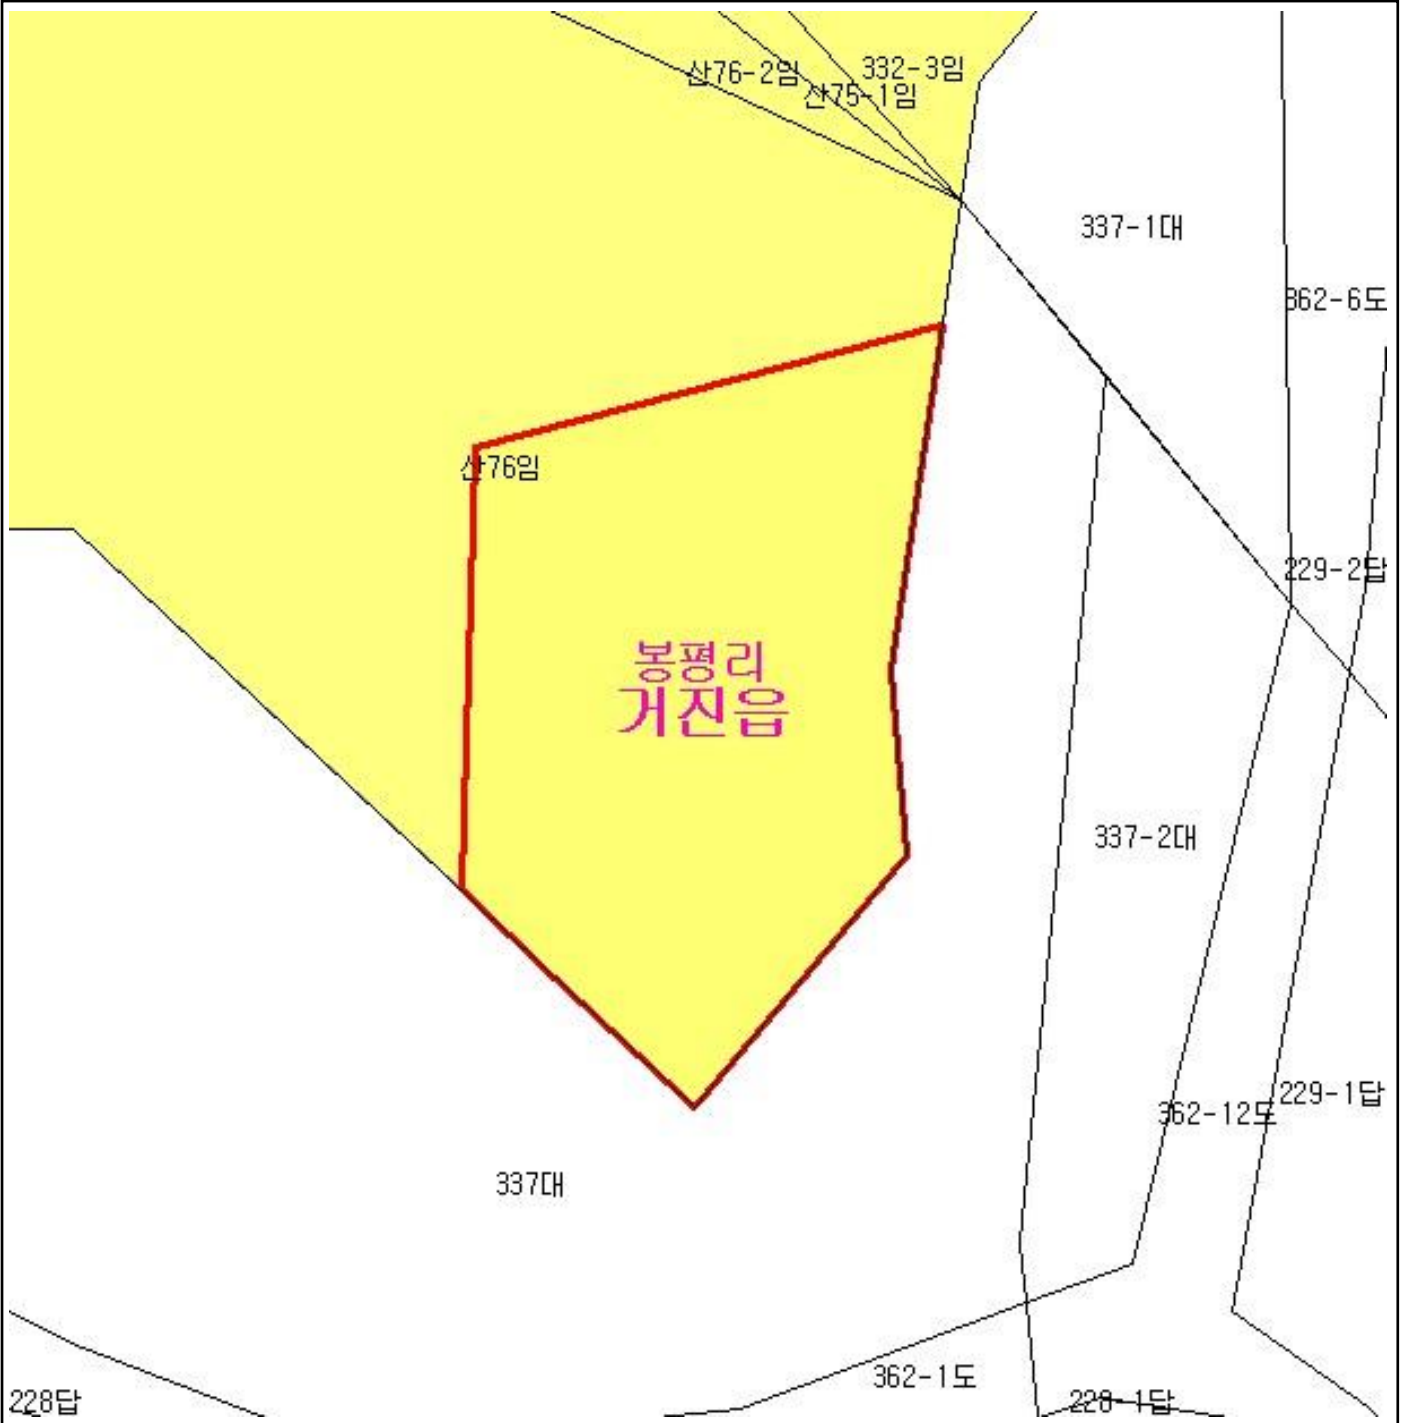 산76-2임
332-3임
산75-1임
337-1대
362-6도
산76임
229-2답
봉평리
거진읍
337-2대
229-1답
362-12도
337대
362-1도
228답
228-1답